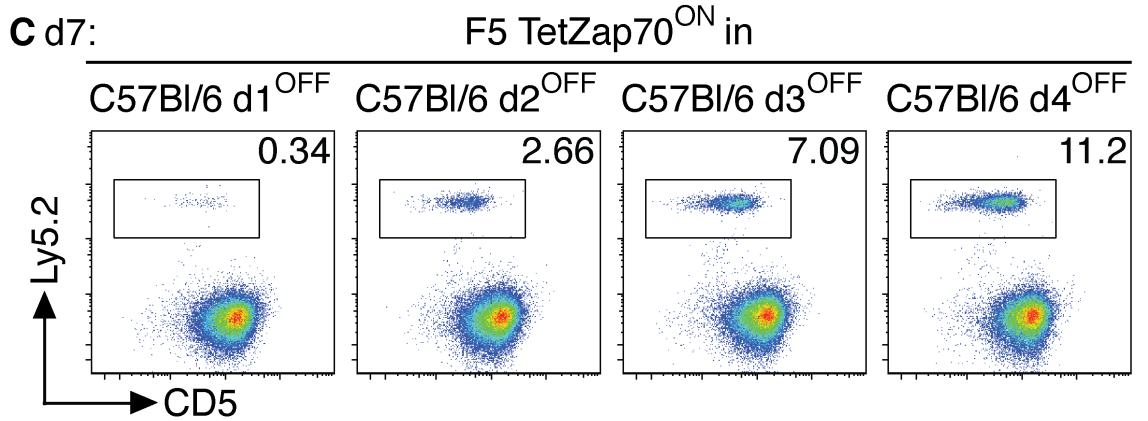 C d7: F5 TetZap70ON in
C57Bl/6 d1OFF C57Bl/6 d2OFF C57Bl/6 d3OFF C57Bl/6 d4OFF
0.34 2.66 7.09 11.2
Ly5.2
CD5